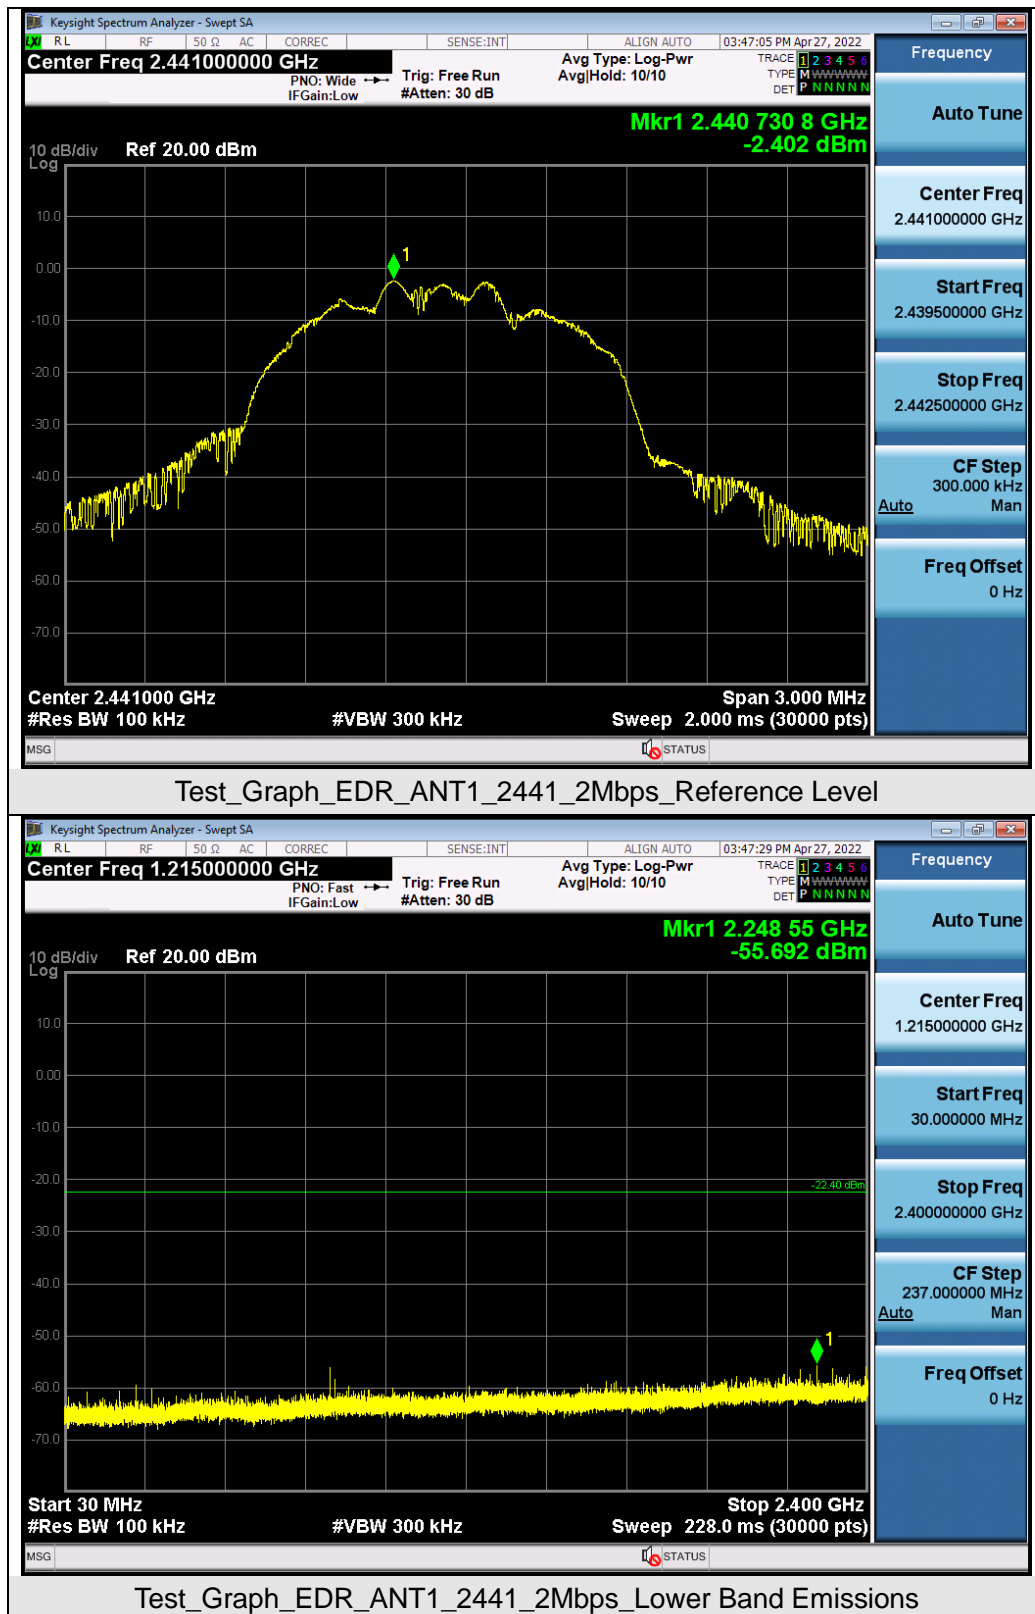 Keysight Spectrum Analyzer - Swept SA
LXI RL RF 50 Ω AC CORREC SENSE:INT ALIGN AUTO 03:47:05 PM Apr 27, 2022
Center Freq 2.441000000 GHz
PNO: Wide
IFGain:Low
Trig: Free Run
#Atten: 30 dB
Avg Type: Log-Pwr
Avg|Hold: 10/10
TRACE 1 2 3 4 5 6
TYPE M WWWWW
DET P N N N N N
Mkr1 2.440 730 8 GHz
-2.402 dBm
10 dB/div Ref 20.00 dBm
Log
10.0
0.00
-10.0
-20.0
-30.0
-40.0
-50.0
-60.0
-70.0
1
Center 2.441000 GHz Span 3.000 MHz
#Res BW 100 kHz #VBW 300 kHz Sweep 2.000 ms (30000 pts)
MSG STATUS
Frequency
Auto Tune
Center Freq
2.441000000 GHz
Start Freq
2.439500000 GHz
Stop Freq
2.442500000 GHz
CF Step
300.000 kHz
Auto Man
Freq Offset
0 Hz
Test_Graph_EDR_ANT1_2441_2Mbps_Reference Level
Keysight Spectrum Analyzer - Swept SA
LXI RL RF 50 Ω AC CORREC SENSE:INT ALIGN AUTO 03:47:29 PM Apr 27, 2022
Center Freq 1.215000000 GHz
PNO: Fast
IFGain:Low
Trig: Free Run
#Atten: 30 dB
Avg Type: Log-Pwr
Avg|Hold: 10/10
TRACE 1 2 3 4 5 6
TYPE M WWWWW
DET P N N N N N
Mkr1 2.248 55 GHz
-55.692 dBm
10 dB/div Ref 20.00 dBm
Log
10.0
0.00
-10.0
-20.0
-30.0
-40.0
-50.0
-60.0
-70.0
-22.40 dBm
1
Start 30 MHz Stop 2.400 GHz
#Res BW 100 kHz #VBW 300 kHz Sweep 228.0 ms (30000 pts)
MSG STATUS
Frequency
Auto Tune
Center Freq
1.215000000 GHz
Start Freq
30.000000 MHz
Stop Freq
2.400000000 GHz
CF Step
237.000000 MHz
Auto Man
Freq Offset
0 Hz
Test_Graph_EDR_ANT1_2441_2Mbps_Lower Band Emissions